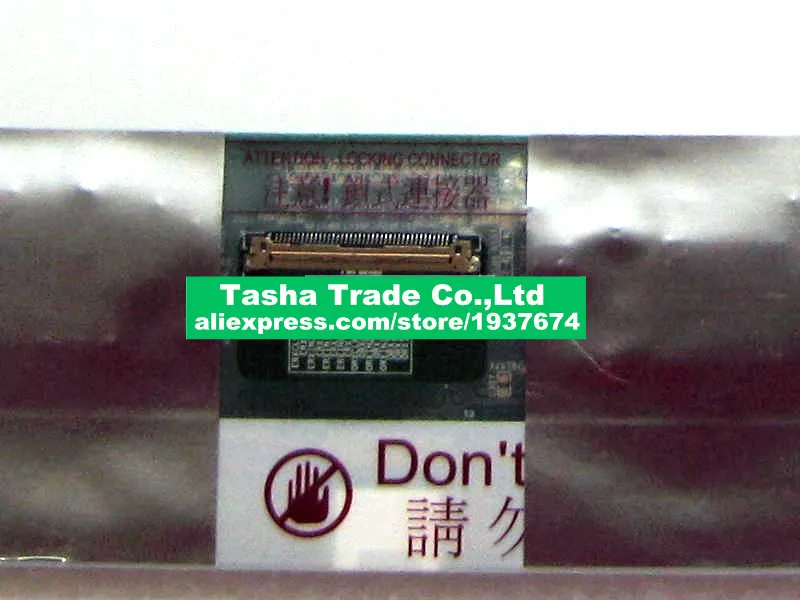 ATTENTION : LOCKING CONNECTOR
注意! 鎖式連接器
Tasha Trade Co.,Ltd
aliexpress.com/store/1937674
Don't
請勿